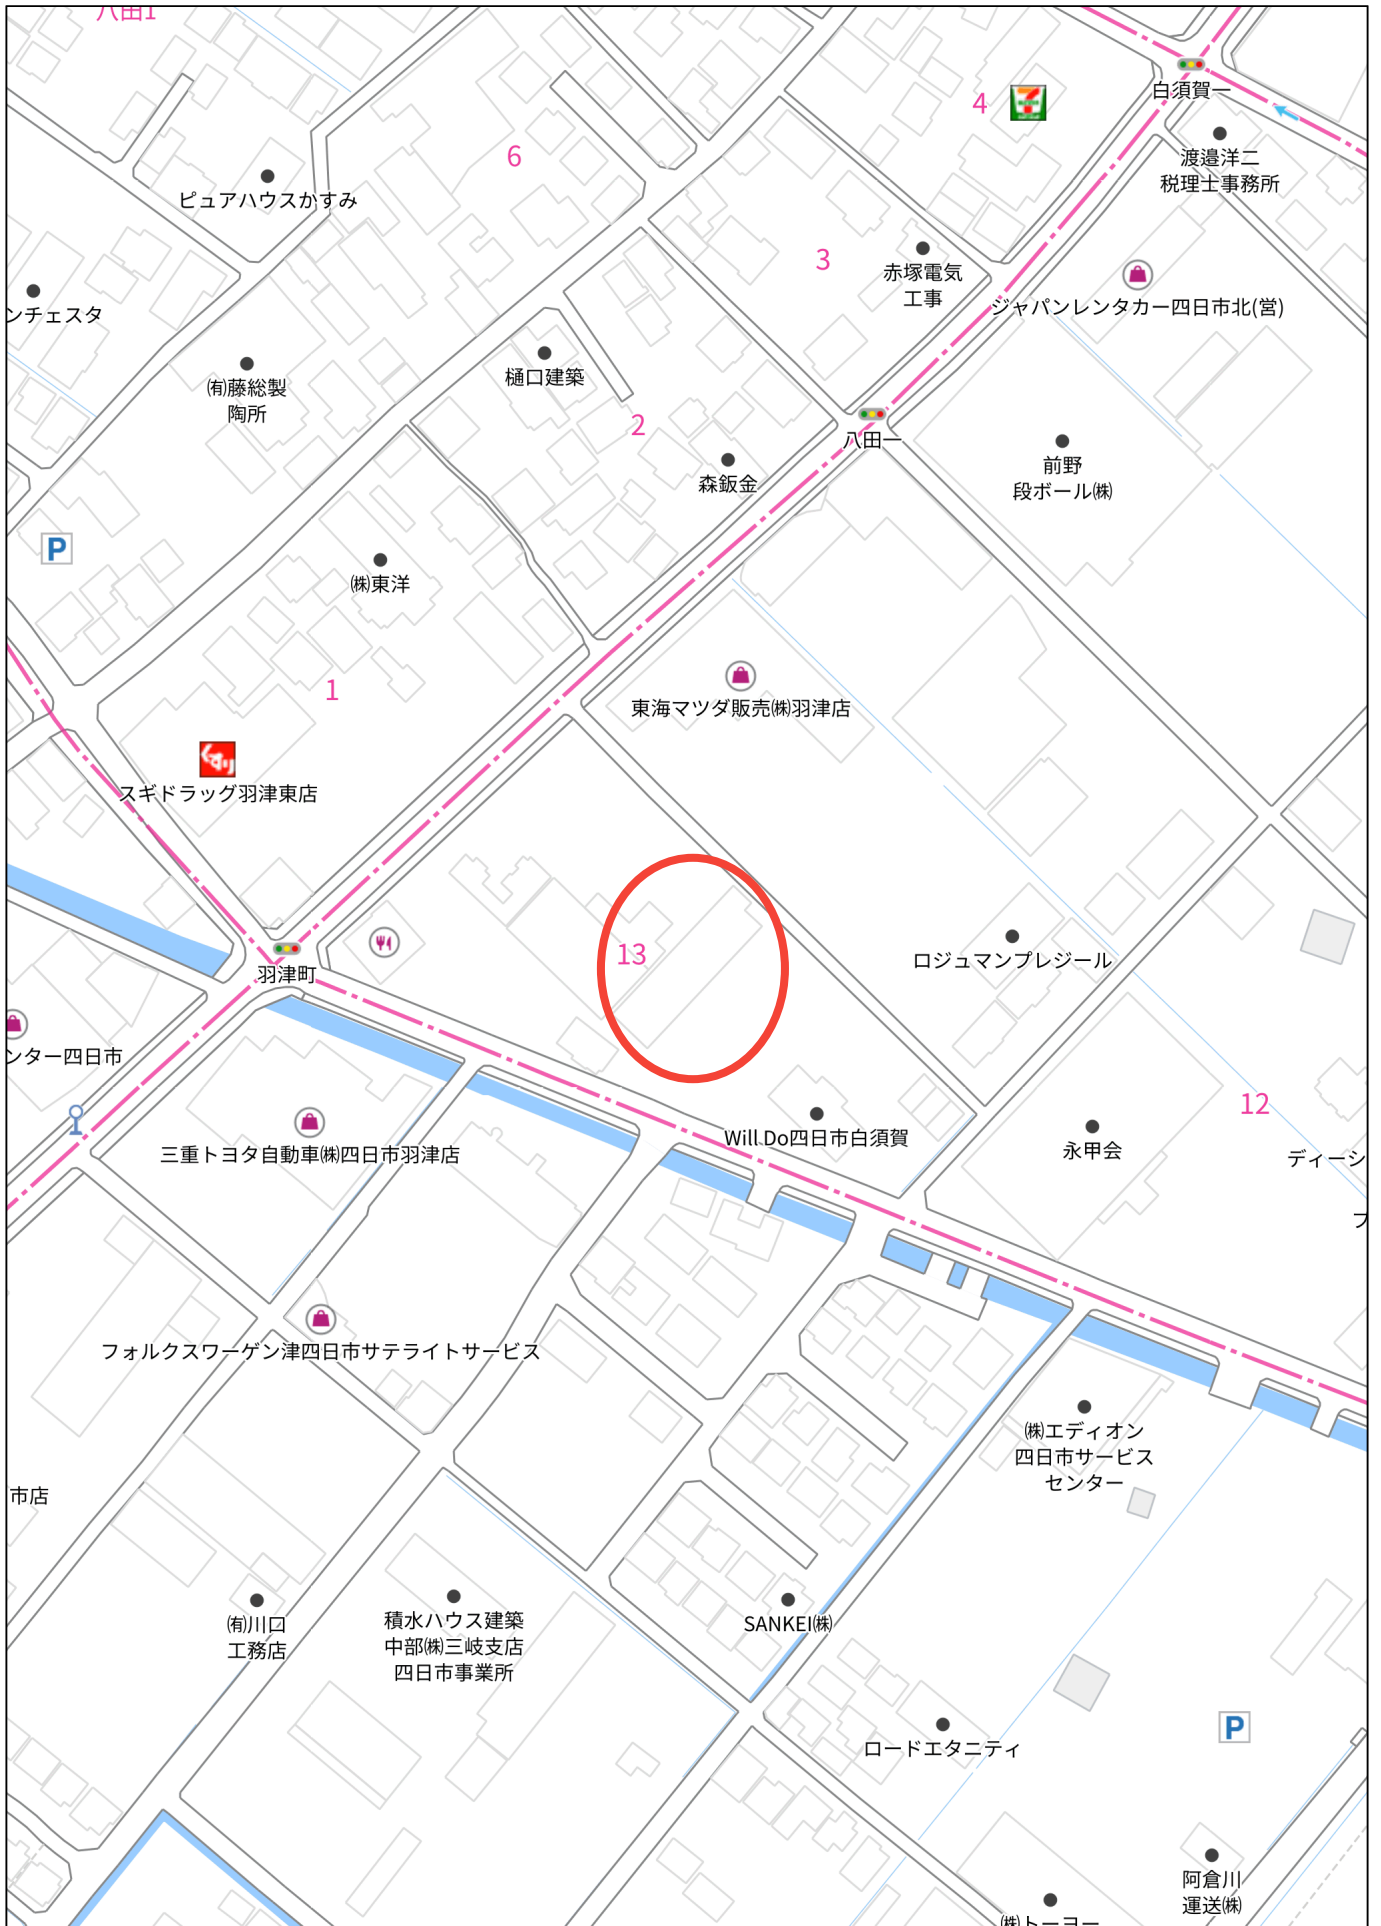 八田1
4
白須賀一
6
渡邉洋二
税理士事務所
ピュアハウスかすみ
3
赤塚電気
工事
ジャパンレンタカー四日市北(営)
ンチェスタ
樋口建築
㈲藤総製
陶所
2
八田一
前野
段ボール㈱
森鈑金
P
㈱東洋
1
東海マツダ販売㈱羽津店
くすり
スギドラッグ羽津東店
13
羽津町
ロジュマンプレジール
ンター四日市
12
三重トヨタ自動車㈱四日市羽津店
Will Do四日市白須賀
永甲会
ディーシ
フ
フォルクスワーゲン津四日市サテライトサービス
㈱エディオン
四日市サービス
センター
市店
㈲川口
工務店
積水ハウス建築
中部㈱三岐支店
四日市事業所
SANKEI㈱
P
ロードエタニティ
阿倉川
運送㈱
㈱トーヨー